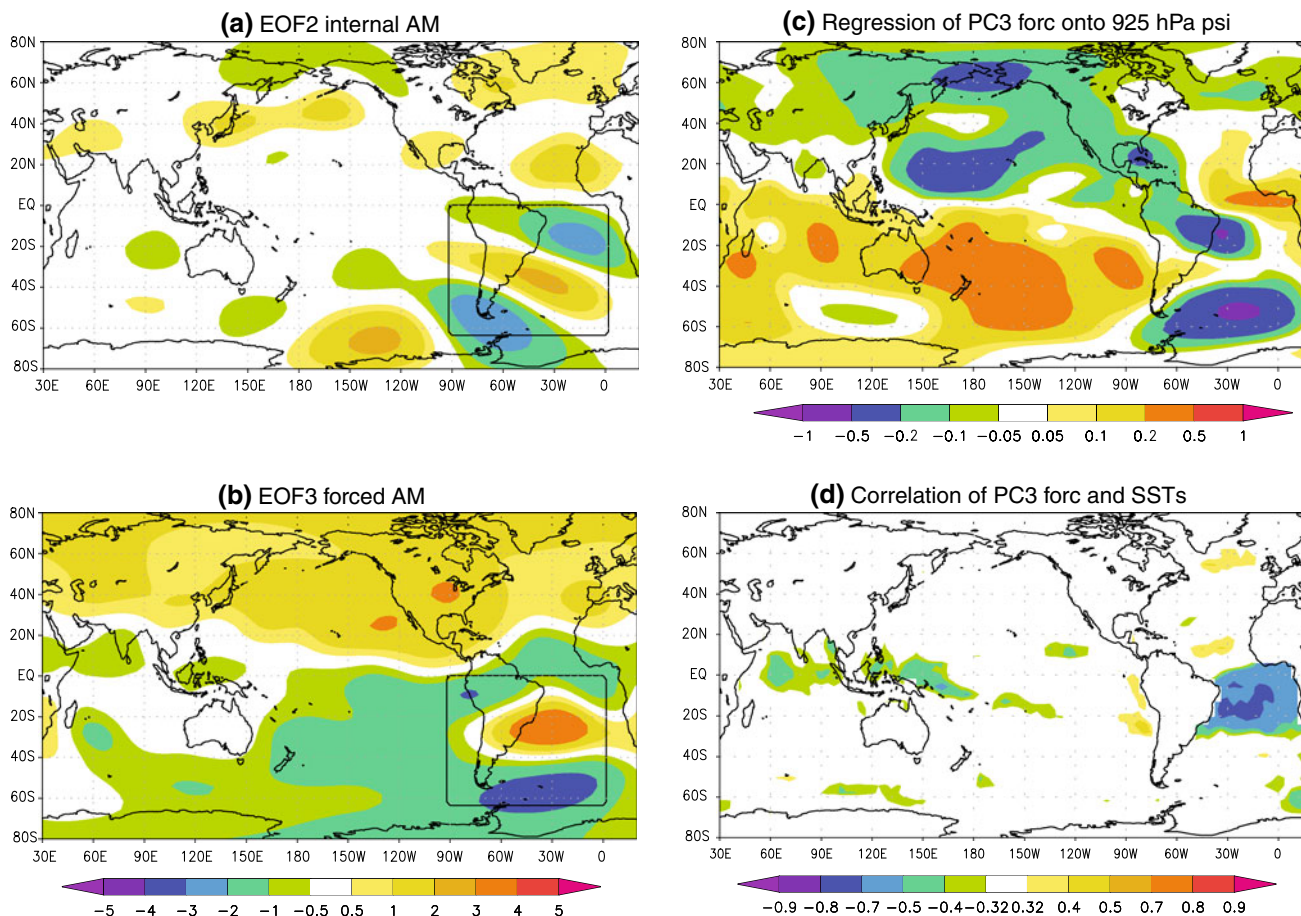 (a) EOF2 internal AM
80N
60N
40N
20N
EQ
20S
40S
60S
80S
30E 60E 90E 120E 150E 180 150W 120W 90W 60W 30W 0
(c) Regression of PC3 forc onto 925 hPa psi
80N
60N
40N
20N
EQ
20S
40S
60S
80S
30E 60E 90E 120E 150E 180 150W 120W 90W 60W 30W 0
−1 −0.5 −0.2 −0.1 −0.05 0.05 0.1 0.2 0.5 1
(b) EOF3 forced AM
80N
60N
40N
20N
EQ
20S
40S
60S
80S
30E 60E 90E 120E 150E 180 150W 120W 90W 60W 30W 0
−5 −4 −3 −2 −1 −0.5 0.5 1 2 3 4 5
(d) Correlation of PC3 forc and SSTs
80N
60N
40N
20N
EQ
20S
40S
60S
80S
30E 60E 90E 120E 150E 180 150W 120W 90W 60W 30W 0
−0.9 −0.8 −0.7 −0.5 −0.4 −0.32 0.32 0.4 0.5 0.7 0.8 0.9